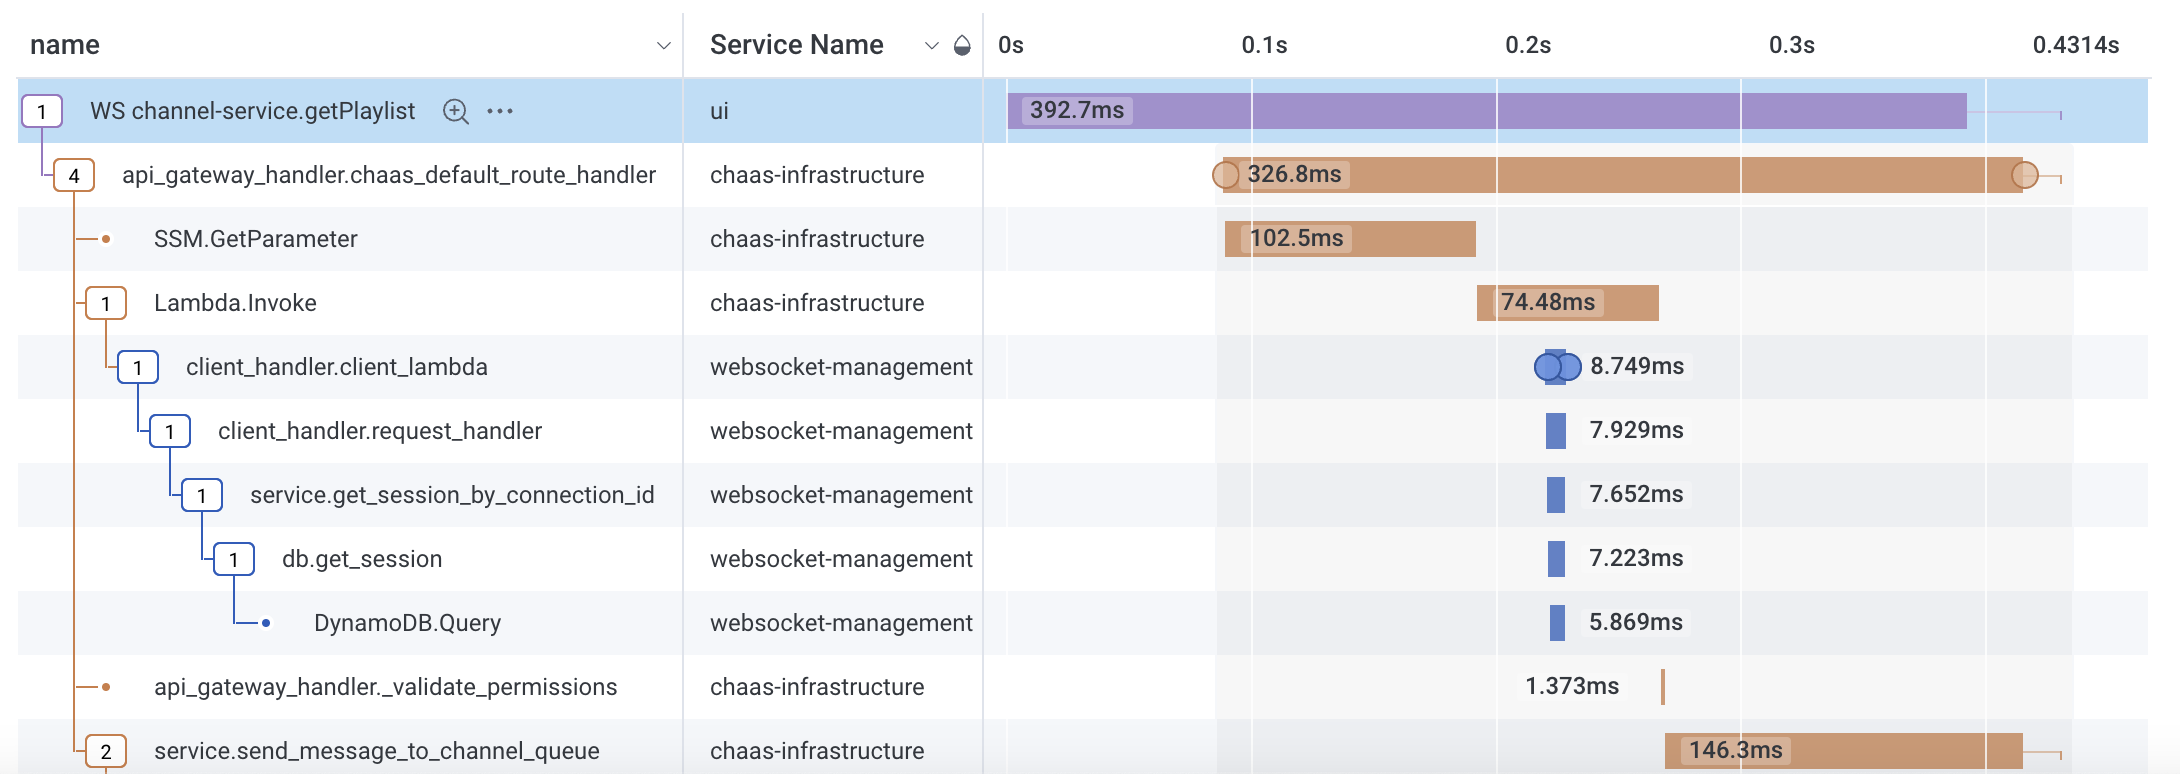 name Service Name 0s 0.1s 0.2s 0.3s 0.4314s
1 WS channel-service.getPlaylist ui 392.7ms
4 api_gateway_handler.chaas_default_route_handler chaas-infrastructure 326.8ms
SSM.GetParameter chaas-infrastructure 102.5ms
1 Lambda.Invoke chaas-infrastructure 74.48ms
1 client_handler.client_lambda websocket-management 8.749ms
1 client_handler.request_handler websocket-management 7.929ms
1 service.get_session_by_connection_id websocket-management 7.652ms
1 db.get_session websocket-management 7.223ms
DynamoDB.Query websocket-management 5.869ms
api_gateway_handler._validate_permissions chaas-infrastructure 1.373ms
2 service.send_message_to_channel_queue chaas-infrastructure 146.3ms